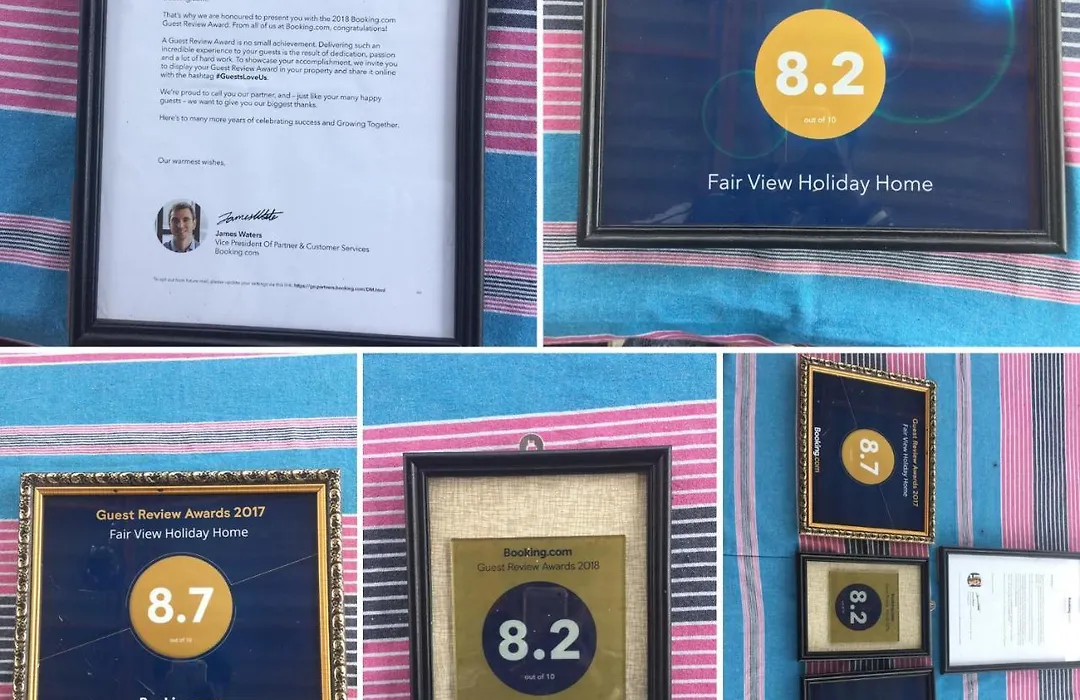 That's why we are honoured to present you with the 2018 Booking.com
Guest Review Award. From all of us at Booking.com, congratulations!
A Guest Review Award is no small achievement. Delivering such an
incredible experience to your guests is the result of dedication, passion
and a lot of hard work. To showcase your accomplishment, we invite you
to display your Guest Review Award in your property and share it online
with the hashtag #GuestsLoveUs.
We're proud to call you our partner, and – just like your many happy
guests – we want to give you our biggest thanks.
Here's to many more years of celebrating success and Growing Together.
Our warmest wishes,
James Waters
Vice President Of Partner & Customer Services
Booking.com
8.2
out of 10
Fair View Holiday Home
Guest Review Awards 2017
Fair View Holiday Home
8.7
out of 10
Booking.com
Guest Review Awards 2018
8.2
out of 10
Guest Review Awards 2017
Fair View Holiday Home
8.7
Booking.com
8.2